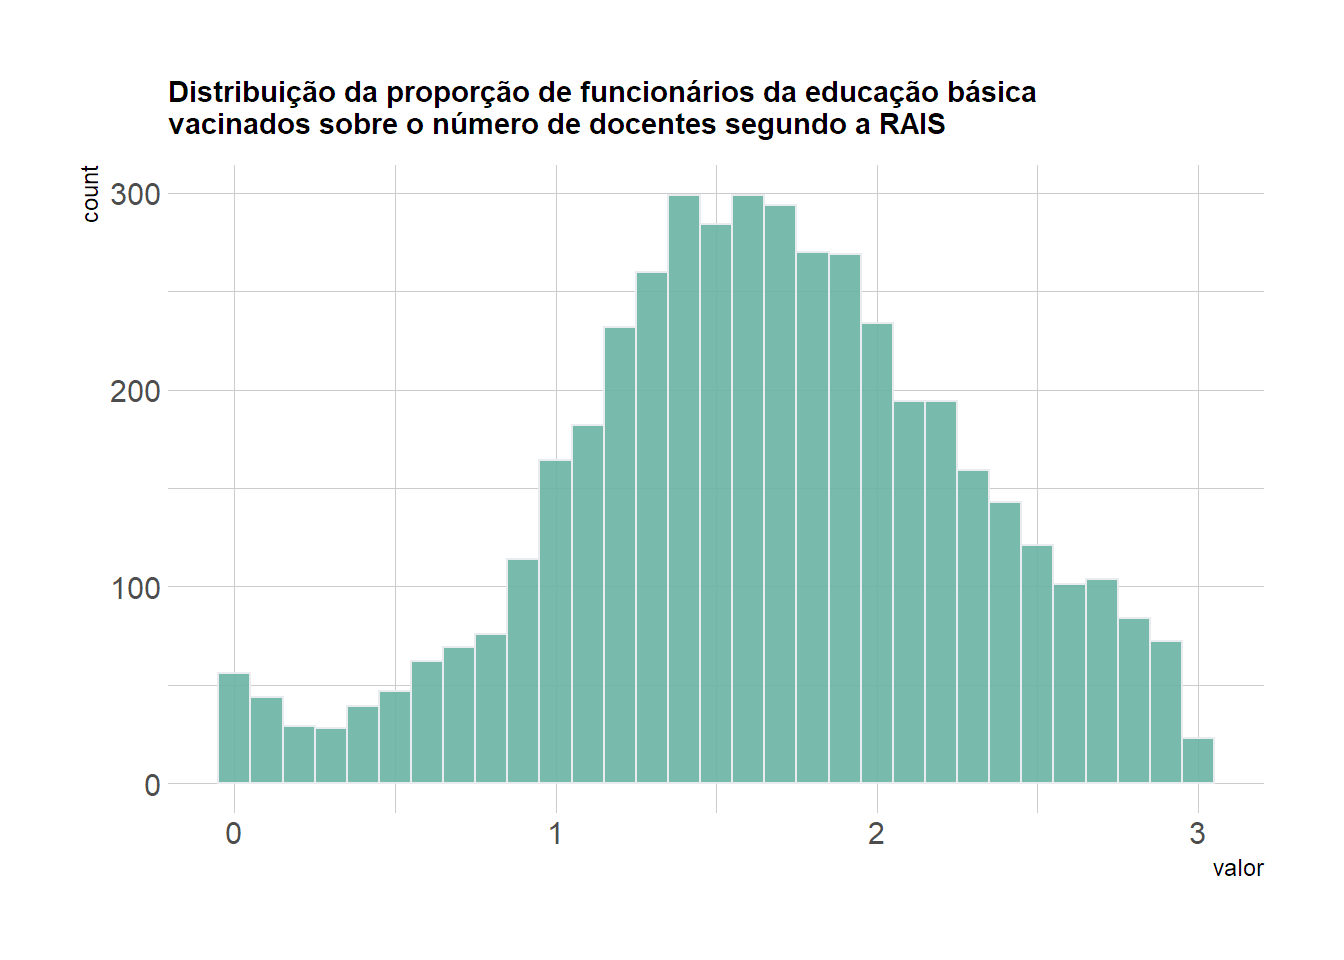 Distribuição da proporção de funcionários da educação básica
vacinados sobre o número de docentes segundo a RAIS
count
300
200
100
0
0 1 2 3
valor